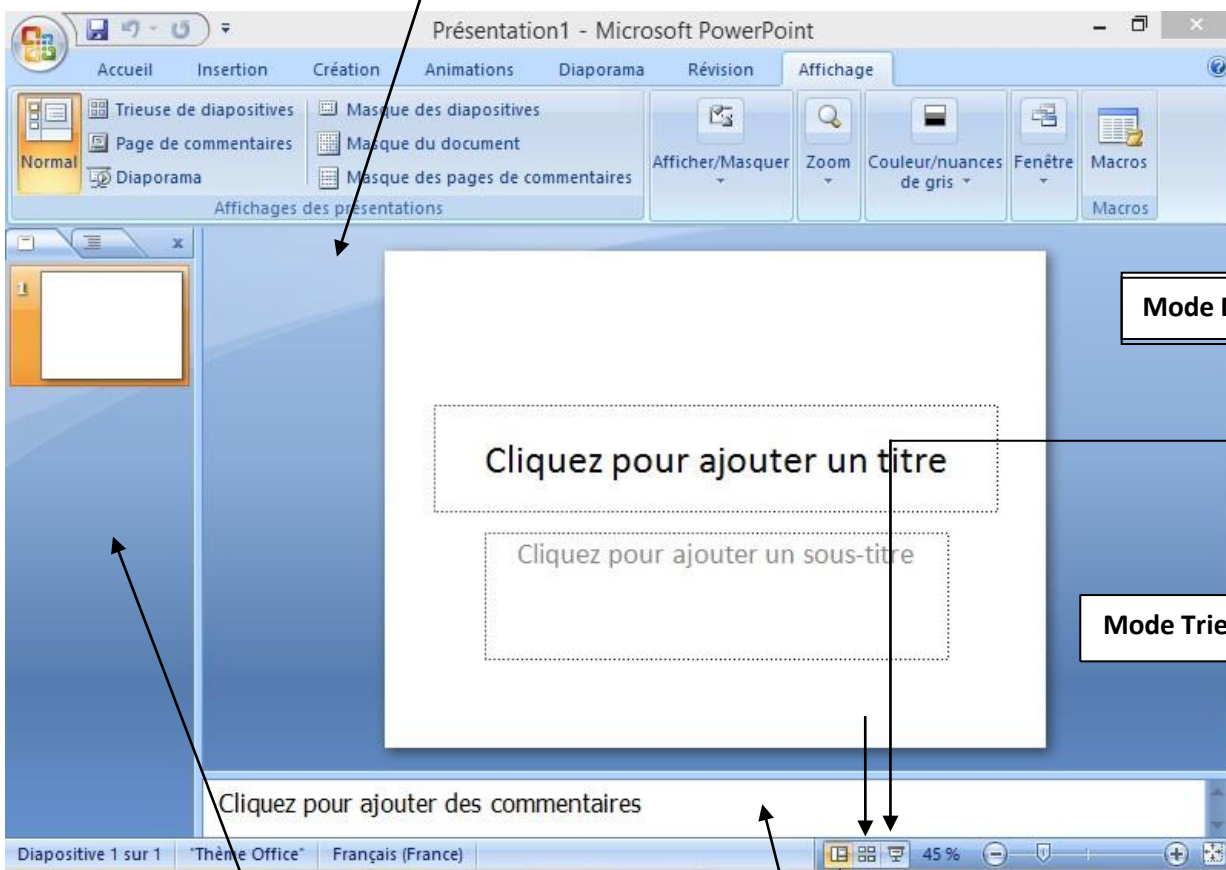 Présentation1 - Microsoft PowerPoint
Accueil Insertion Création Animations Diaporama Révision Affichage
Normal
Trieuse de diapositives
Page de commentaires
Diaporama
Masque des diapositives
Masque du document
Masque des pages de commentaires
Affichages des présentations
Afficher/Masquer
Zoom
Couleur/nuances
de gris
Fenêtre
Macros
Macros
1
Mode
Cliquez pour ajouter un titre
Cliquez pour ajouter un sous-titre
Mode Trie
Cliquez pour ajouter des commentaires
Diapositive 1 sur 1 "Thème Office" Français (France) 45 %